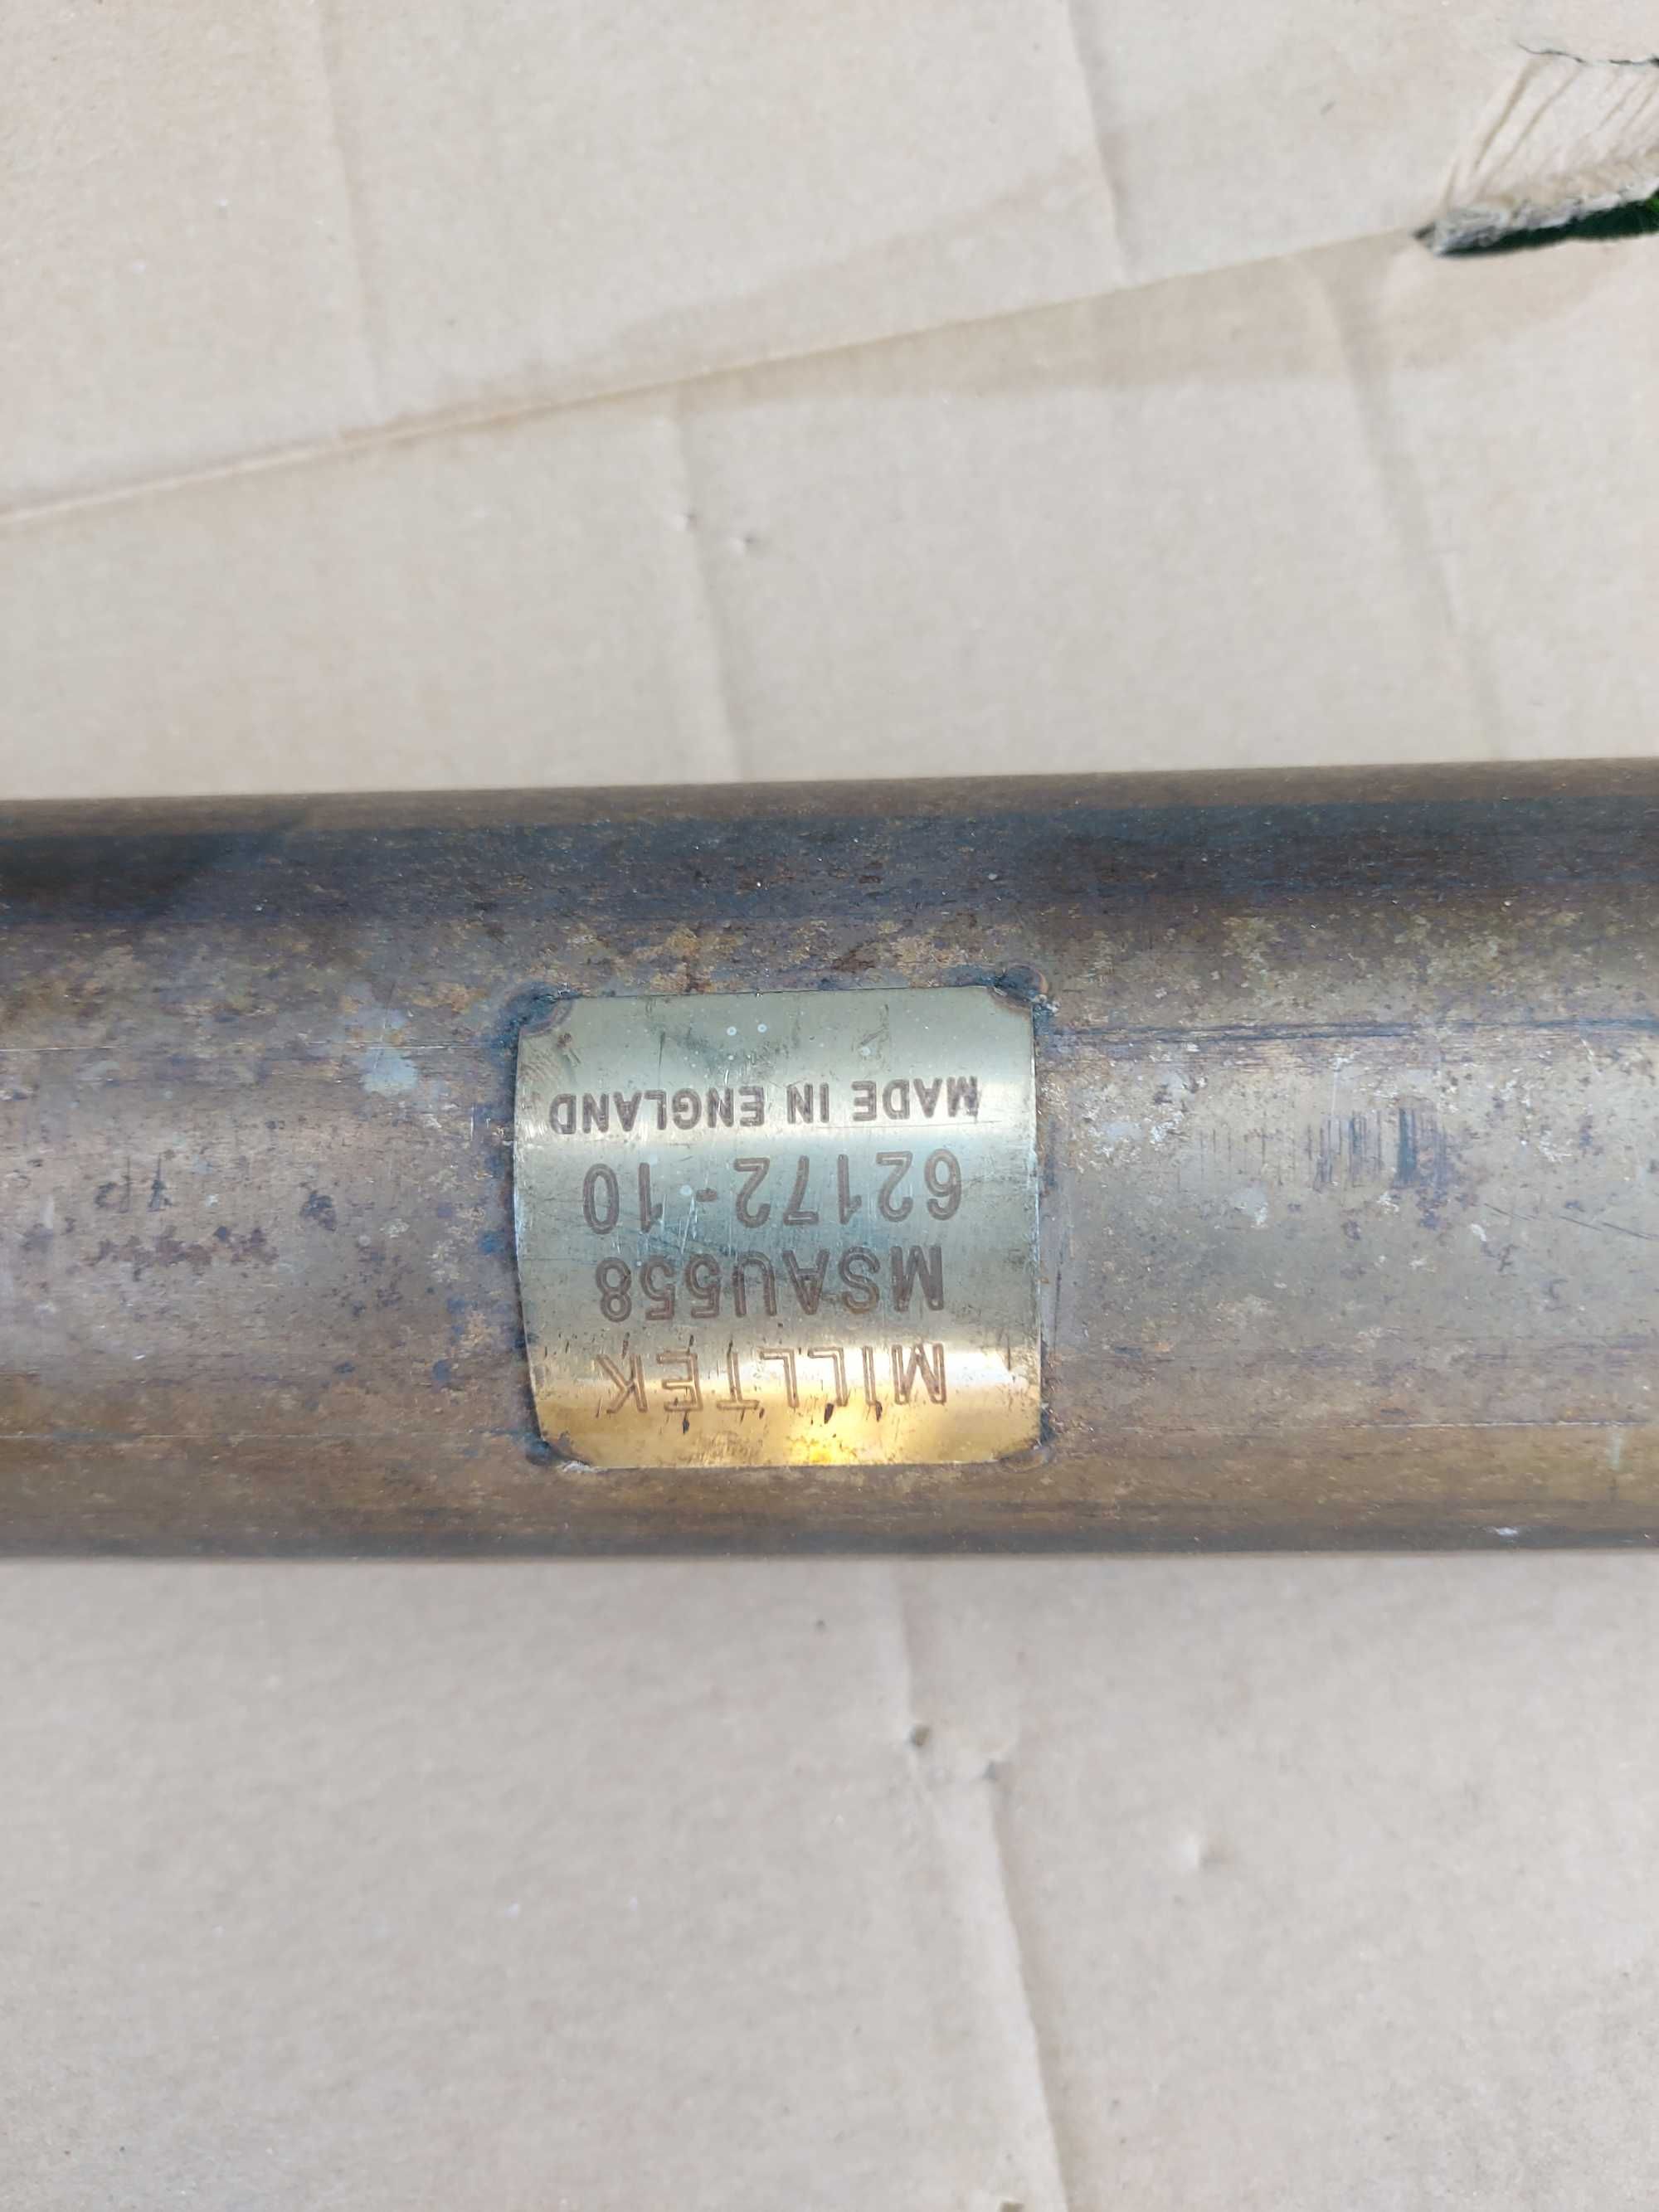 MILLTEK
MSAU558
62172-10
MADE IN ENGLAND